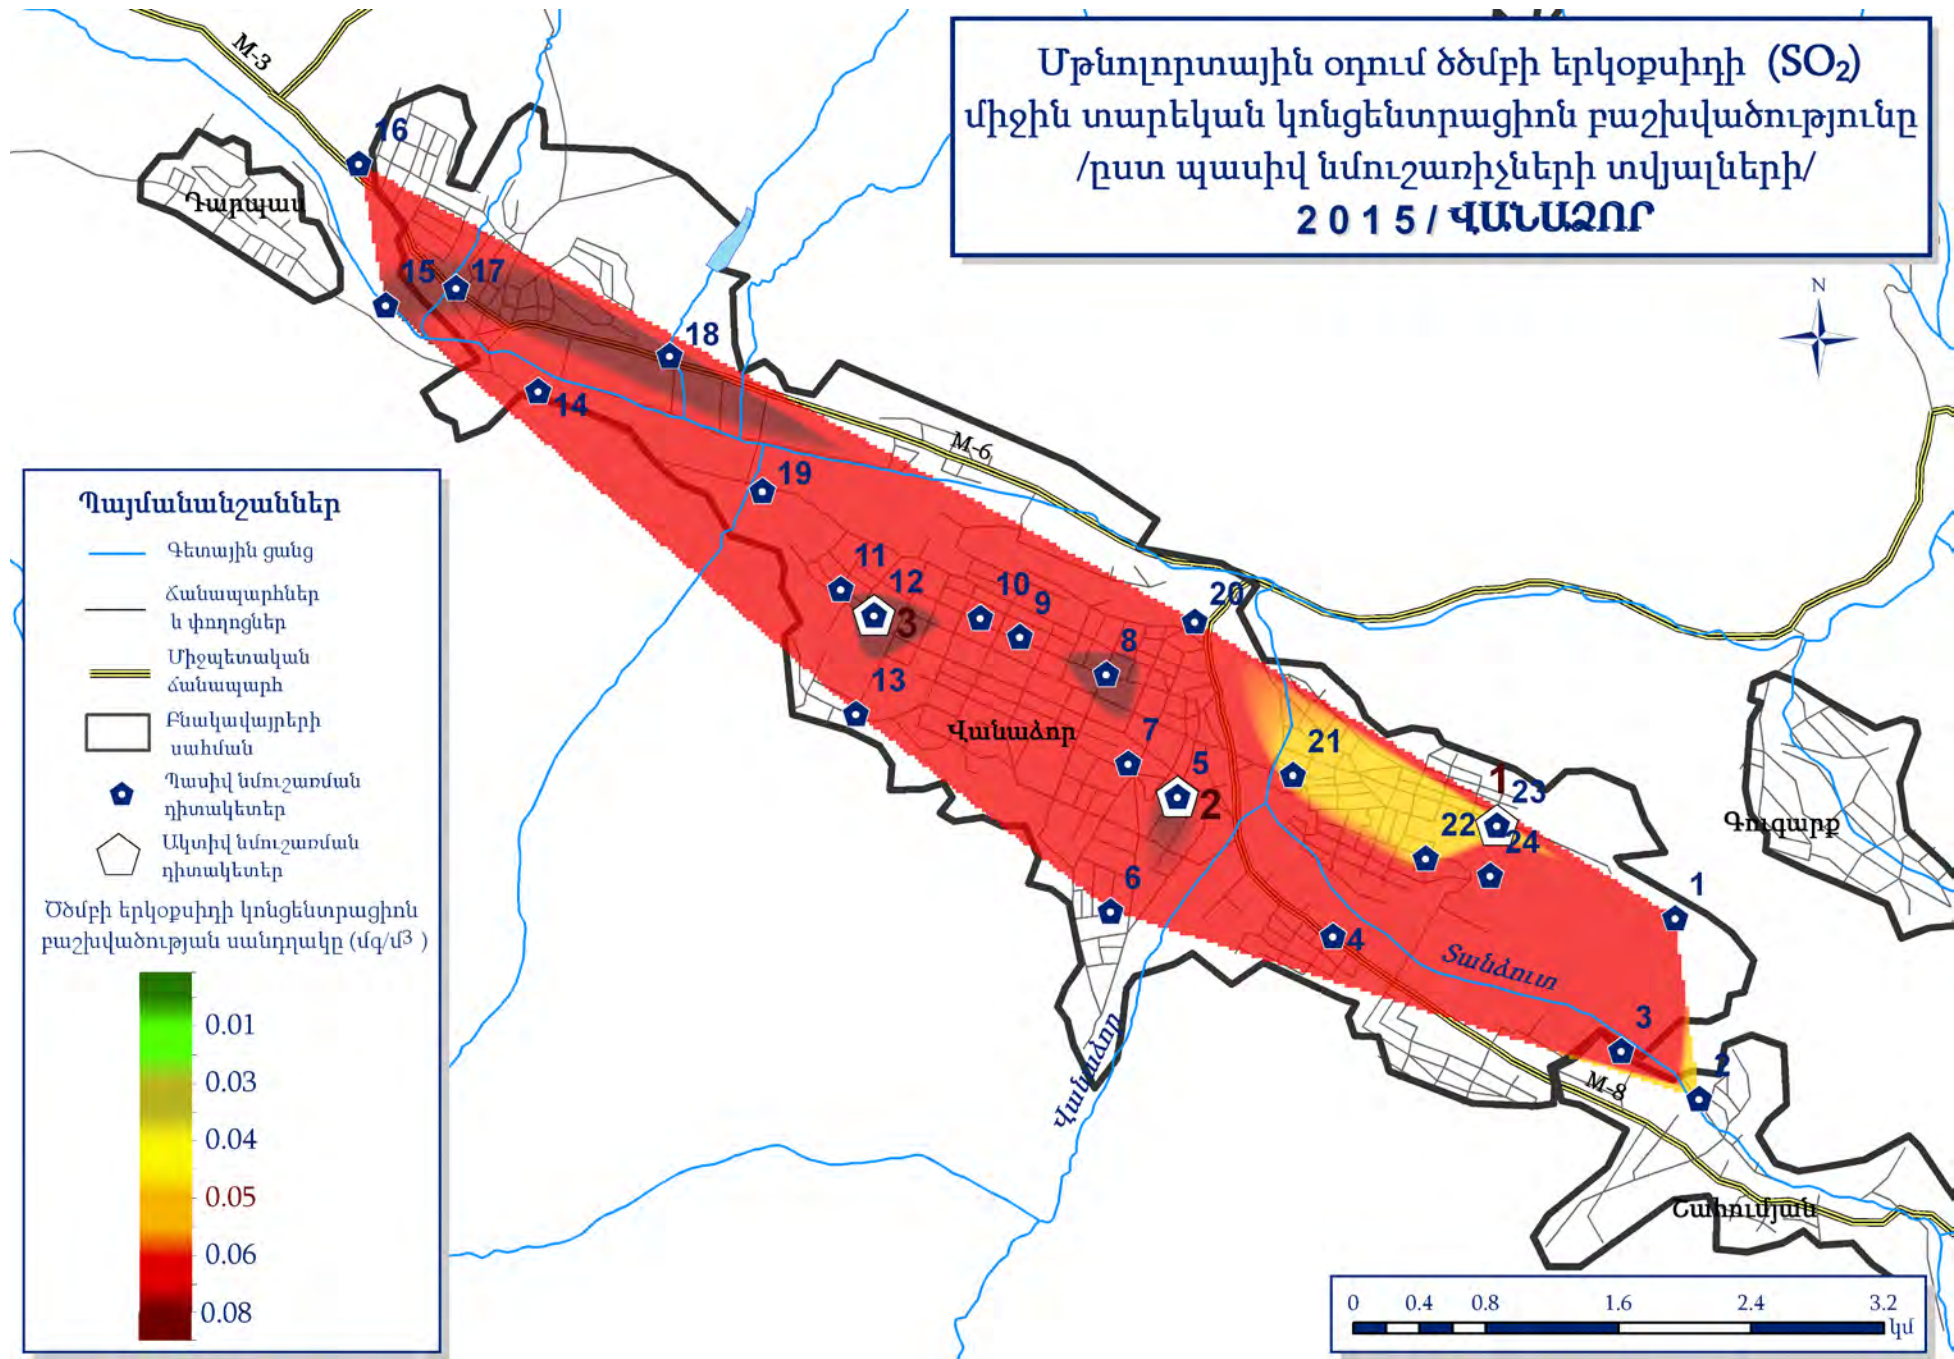 Մթնոլորտային օդում ծծմբի երկօքսիդի (SO₂)
միջին տարեկան կոնցենտրացիոն բաշխվածությունը
/ըստ պասիվ նմուշառիչների տվյալների/
2 0 1 5 / ՎԱՆԱՁՈՐ
N
M-3
16
Դարպաս
15
17
18
14
M-6
19
11
12
3
10
9
20
8
13
Վանաձոր
7
5
2
21
1
23
22
24
Գուգարք
6
4
1
Տանձուտ
3
2
M-8
Վանաձոր
Շահումյան
Պայմանանշաններ
Գետային ցանց
Ճանապարհներ
և փողոցներ
Միջպետական
ճանապարհ
Բնակավայրերի
սահման
Պասիվ նմուշառման
դիտակետեր
Ակտիվ նմուշառման
դիտակետեր
Ծծմբի երկօքսիդի կոնցենտրացիոն
բաշխվածության սանդղակը (մգ/մ3 )
0.01
0.03
0.04
0.05
0.06
0.08
0 0.4 0.8 1.6 2.4 3.2
կմ